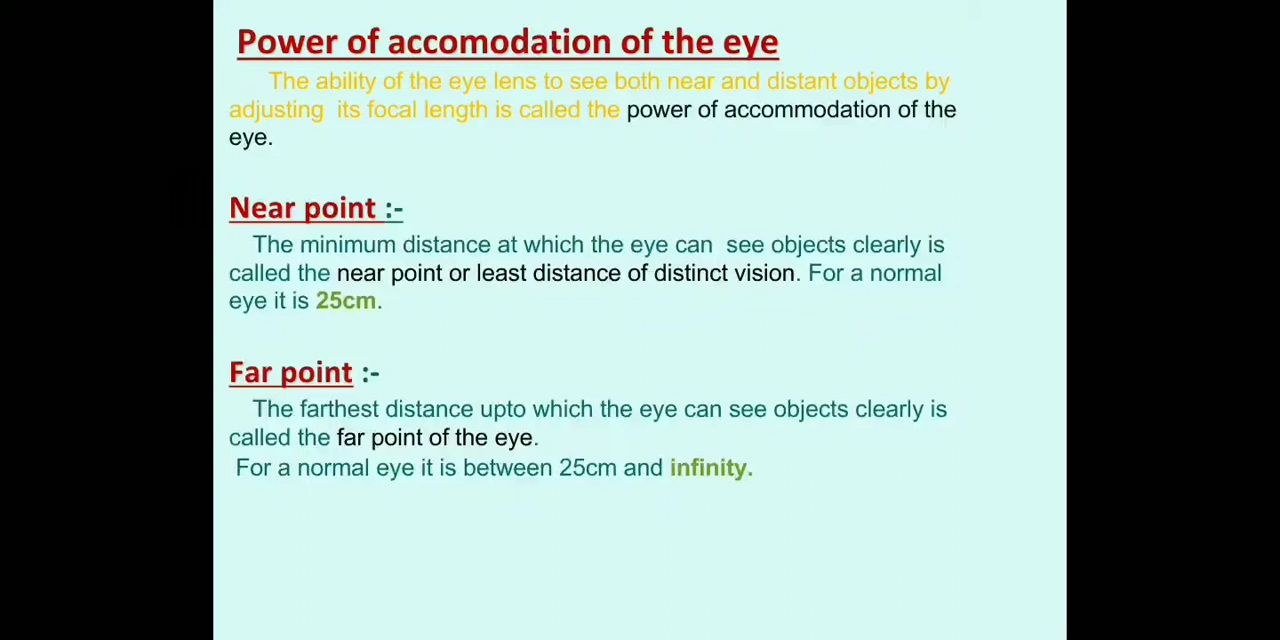 Power of accomodation of the eye
The ability of the eye lens to see both near and distant objects by
adjusting its focal length is called the power of accommodation of the
eye.
Near point :-
The minimum distance at which the eye can see objects clearly is
called the near point or least distance of distinct vision. For a normal
eye it is 25cm.
Far point :-
The farthest distance upto which the eye can see objects clearly is
called the far point of the eye.
For a normal eye it is between 25cm and infinity.